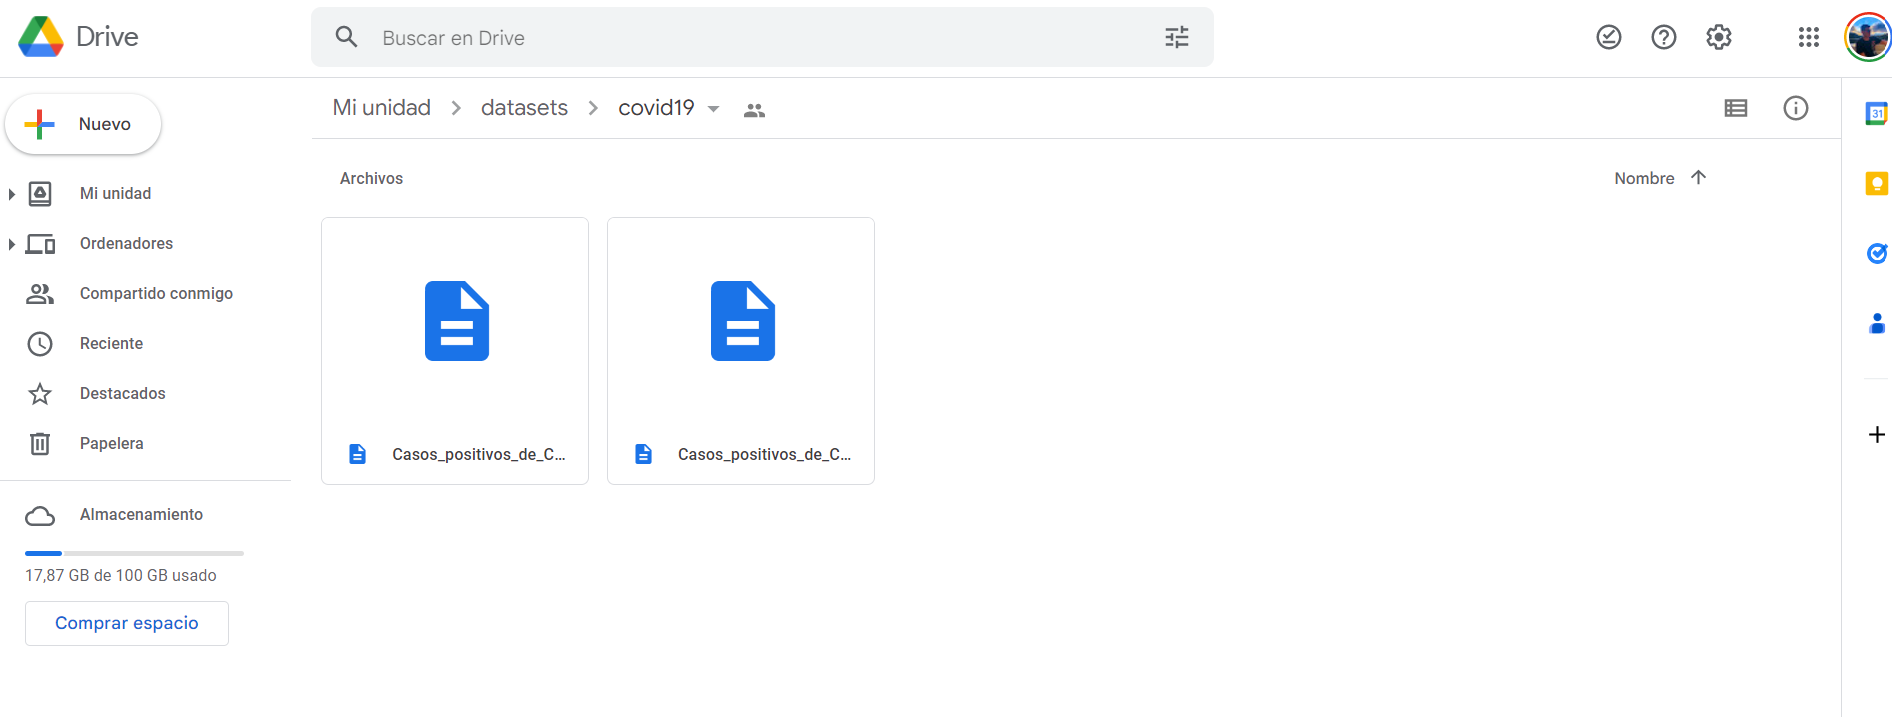 Drive
Buscar en Drive
Nuevo
Mi unidad
Ordenadores
Compartido conmigo
Reciente
Destacados
Papelera
Almacenamiento
17,87 GB de 100 GB usado
Comprar espacio
Mi unidad datasets covid19
Archivos
Nombre
Casos_positivos_de_C...
Casos_positivos_de_C...
31